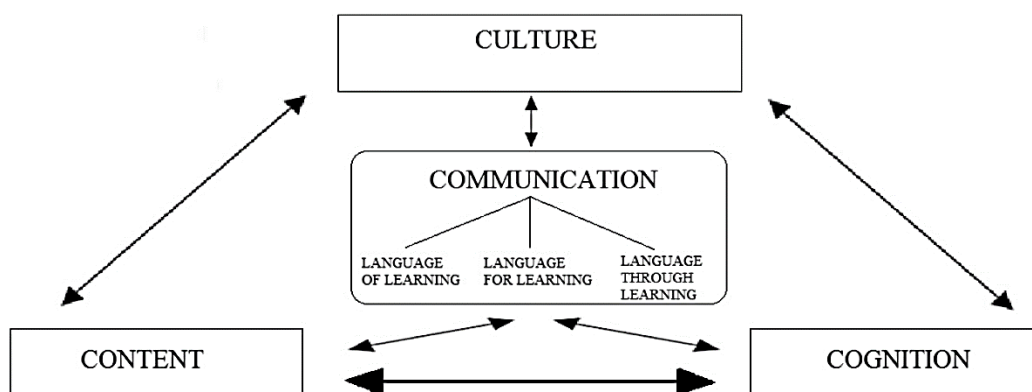 CULTURE
COMMUNICATION
LANGUAGE
OF LEARNING
LANGUAGE
FOR LEARNING
LANGUAGE
THROUGH
LEARNING
CONTENT
COGNITION